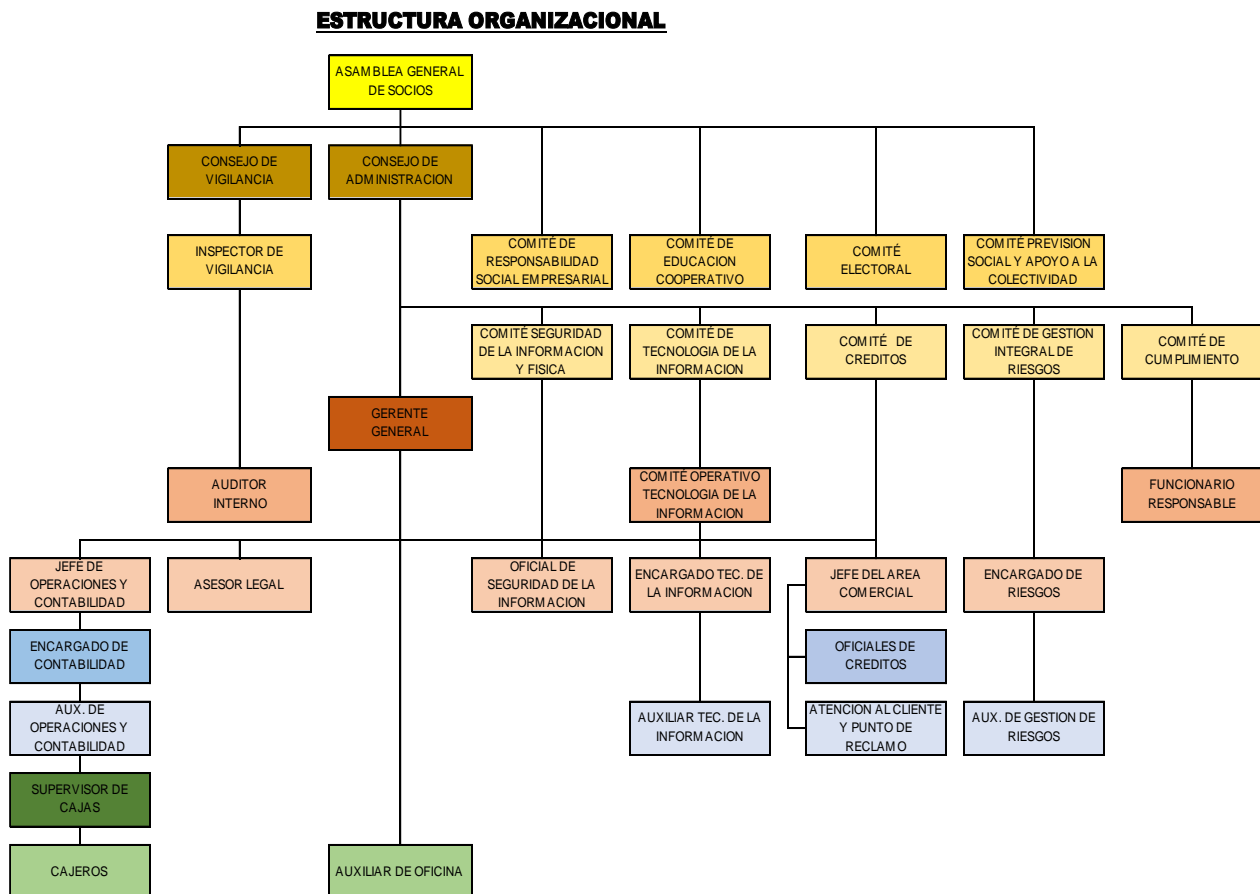 ESTRUCTURA ORGANIZACIONAL
ASAMBLEA GENERAL
DE SOCIOS
CONSEJO DE
VIGILANCIA
CONSEJO DE
ADMINISTRACION
INSPECTOR DE
VIGILANCIA
COMITÉ DE
RESPONSABILIDAD
SOCIAL EMPRESARIAL
COMITÉ DE
EDUCACION
COOPERATIVO
COMITÉ
ELECTORAL
COMITÉ PREVISION
SOCIAL Y APOYO A LA
COLECTIVIDAD
COMITÉ SEGURIDAD
DE LA INFORMACION
Y FISICA
COMITÉ DE
TECNOLOGIA DE LA
INFORMACION
COMITÉ DE
CREDITOS
COMITÉ DE GESTION
INTEGRAL DE
RIESGOS
COMITÉ DE
CUMPLIMIENTO
GERENTE
GENERAL
AUDITOR
INTERNO
COMITÉ OPERATIVO
TECNOLOGIA DE LA
INFORMACION
FUNCIONARIO
RESPONSABLE
JEFE DE
OPERACIONES Y
CONTABILIDAD
ASESOR LEGAL
OFICIAL DE
SEGURIDAD DE LA
INFORMACION
ENCARGADO TEC. DE
LA INFORMACION
JEFE DEL AREA
COMERCIAL
ENCARGADO DE
RIESGOS
ENCARGADO DE
CONTABILIDAD
OFICIALES DE
CREDITOS
AUX. DE
OPERACIONES Y
CONTABILIDAD
AUXILIAR TEC. DE LA
INFORMACION
ATENCION AL CLIENTE
Y PUNTO DE
RECLAMO
AUX. DE GESTION DE
RIESGOS
SUPERVISOR DE
CAJAS
CAJEROS
AUXILIAR DE OFICINA